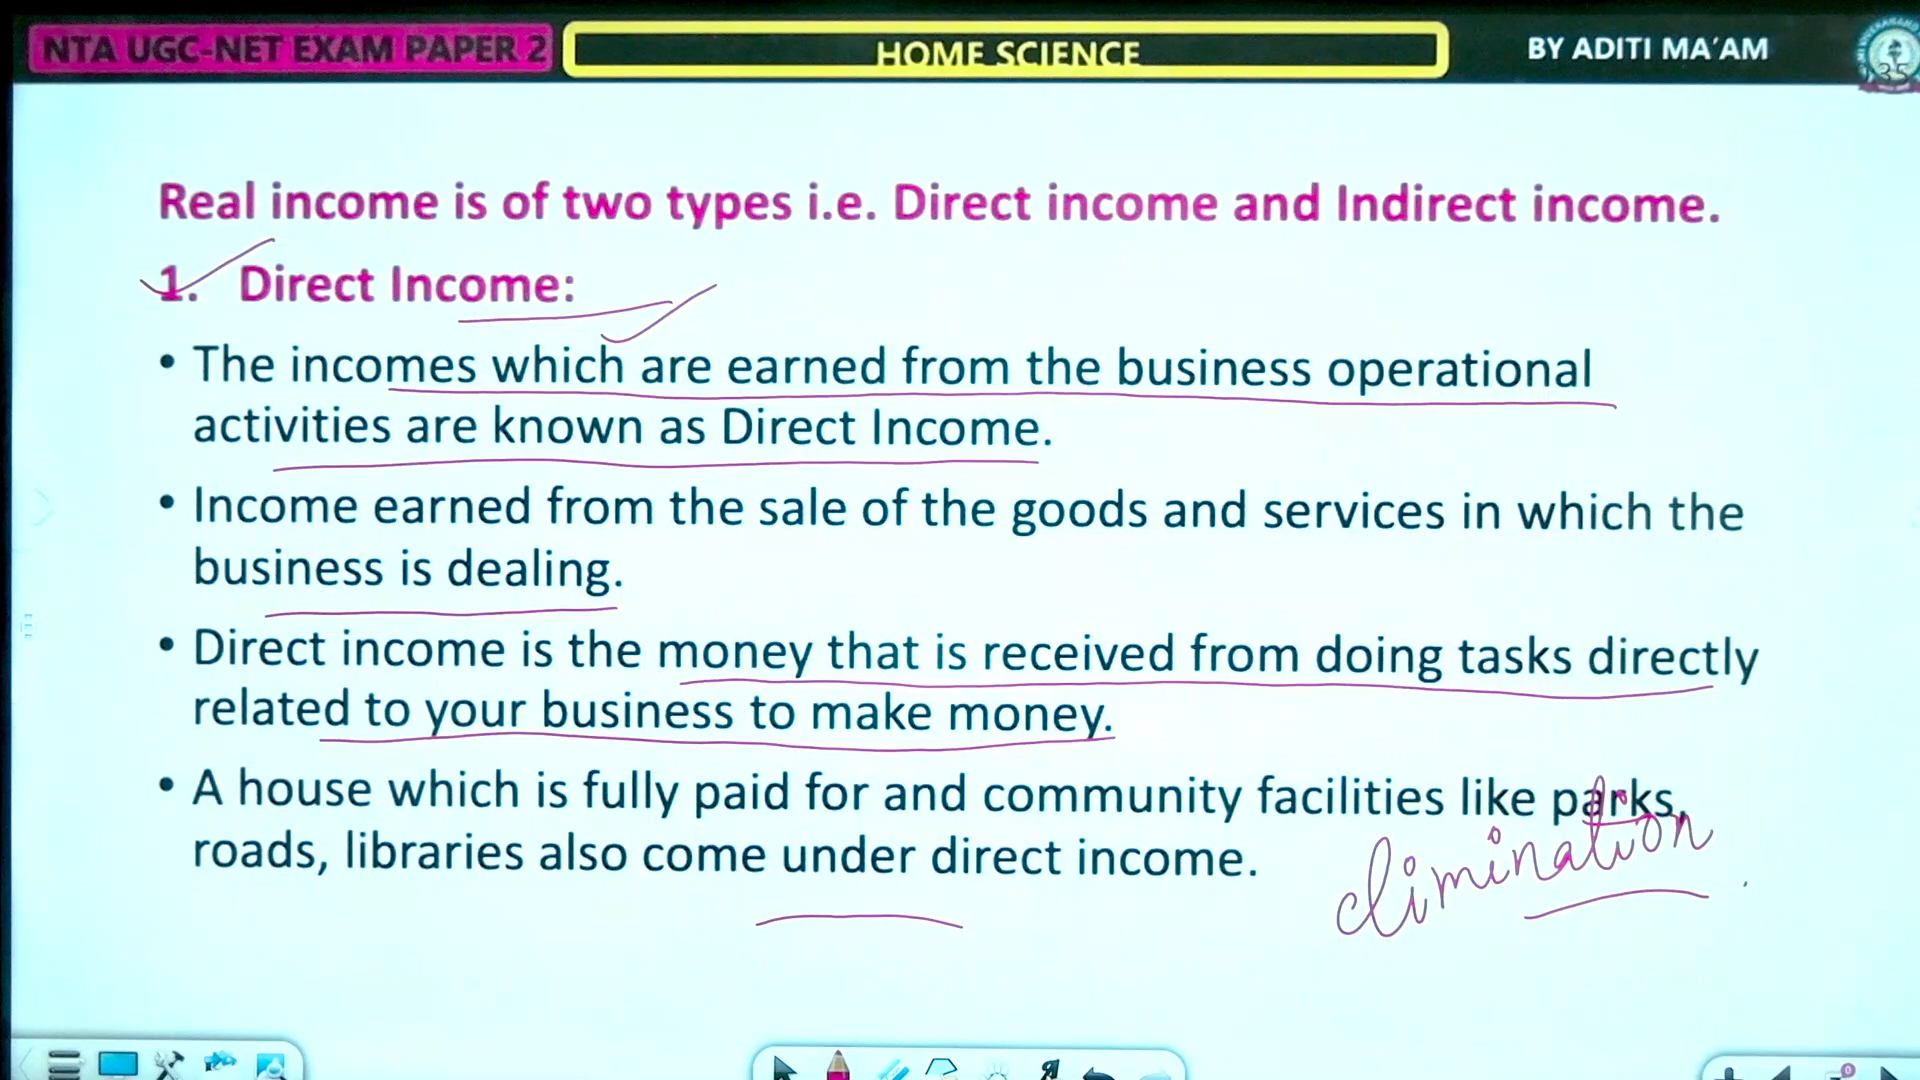 NTA UGC-NET EXAM PAPER 2
HOME SCIENCE
BY ADITI MA'AM
35
Real income is of two types i.e. Direct income and Indirect income.
1. Direct Income:
• The incomes which are earned from the business operational
activities are known as Direct Income.
• Income earned from the sale of the goods and services in which the
business is dealing.
• Direct income is the money that is received from doing tasks directly
related to your business to make money.
• A house which is fully paid for and community facilities like parks,
roads, libraries also come under direct income.
elimination